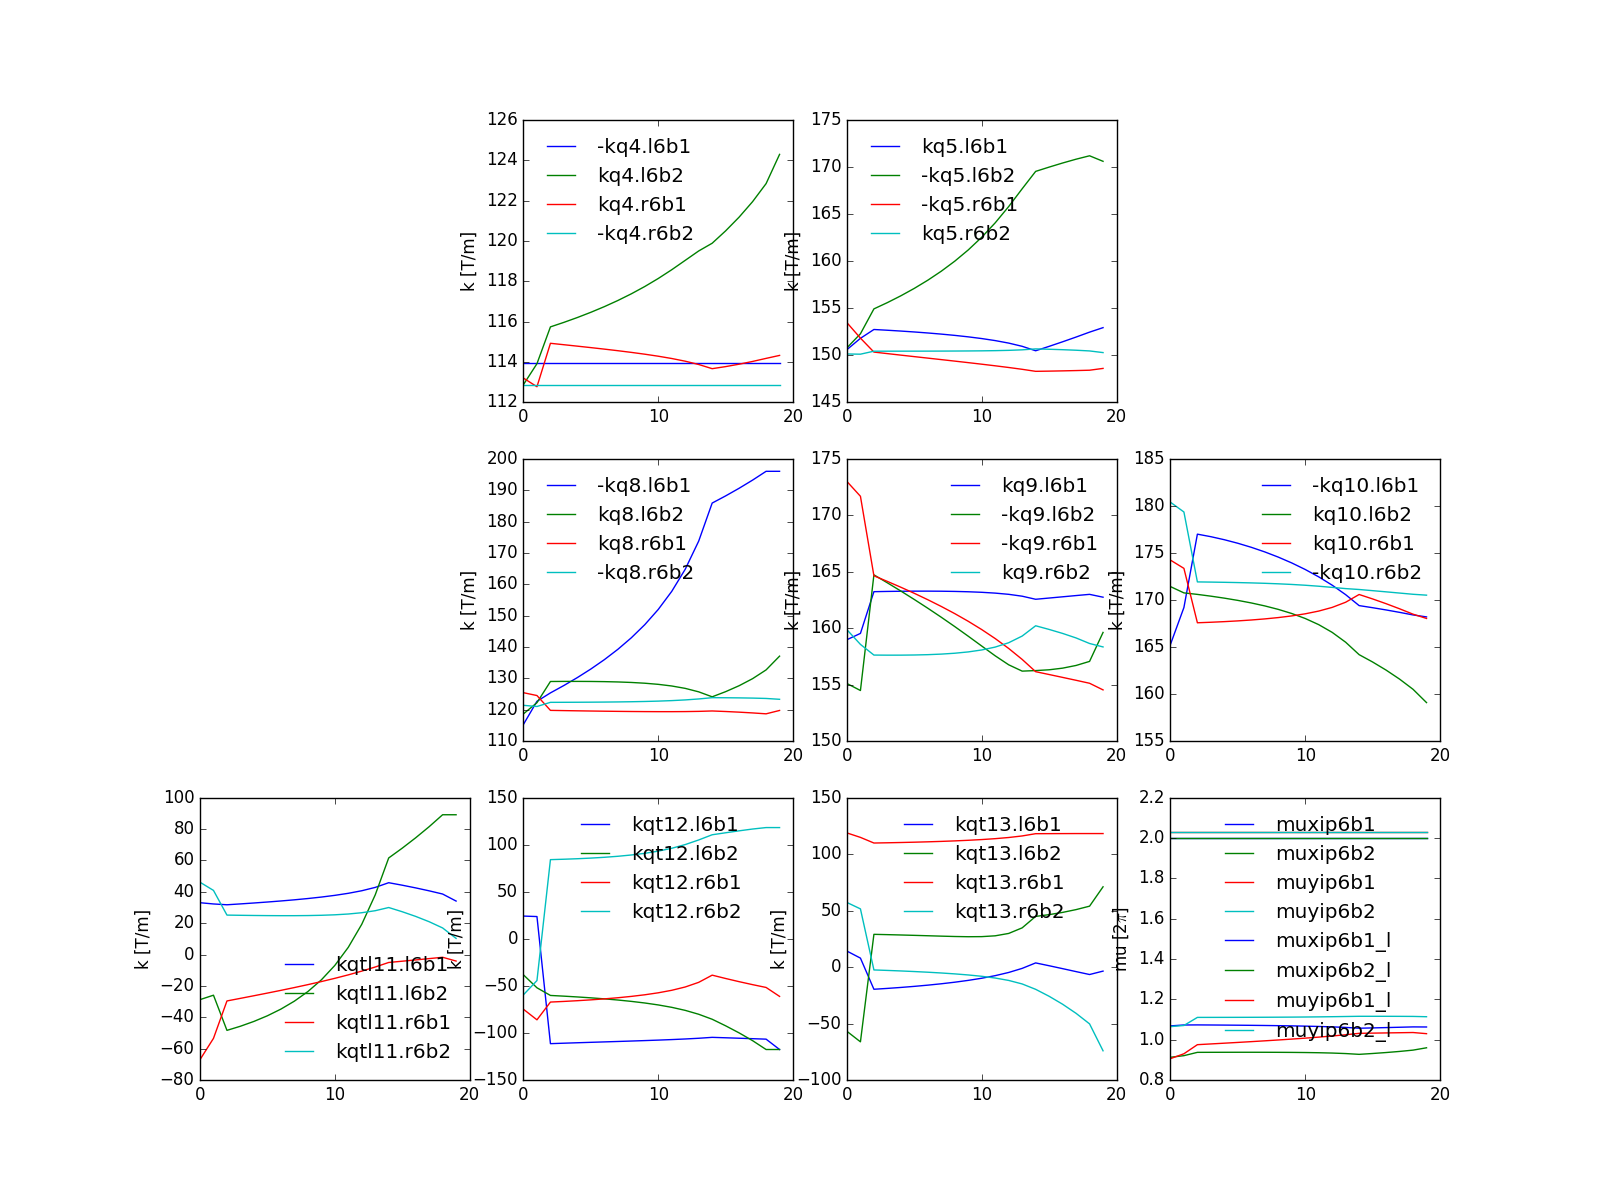 126
124
122
120
118
116
114
112
k [T/m]
-kq4.l6b1
kq4.l6b2
kq4.r6b1
-kq4.r6b2
0 10 20
175
170
165
160
155
150
145
k [T/m]
kq5.l6b1
-kq5.l6b2
-kq5.r6b1
kq5.r6b2
0 10 20
200
190
180
170
160
150
140
130
120
110
k [T/m]
-kq8.l6b1
kq8.l6b2
kq8.r6b1
-kq8.r6b2
0 10 20
175
170
165
160
155
150
k [T/m]
kq9.l6b1
-kq9.l6b2
-kq9.r6b1
kq9.r6b2
0 10 20
185
180
175
170
165
160
155
k [T/m]
-kq10.l6b1
kq10.l6b2
kq10.r6b1
-kq10.r6b2
0 10 20
100
80
60
40
20
0
−20
−40
−60
−80
k [T/m]
kqtl11.l6b1
kqtl11.l6b2
kqtl11.r6b1
kqtl11.r6b2
0 10 20
150
100
50
0
−50
−100
−150
k [T/m]
kqt12.l6b1
kqt12.l6b2
kqt12.r6b1
kqt12.r6b2
0 10 20
150
100
50
0
−50
−100
k [T/m]
kqt13.l6b1
kqt13.l6b2
kqt13.r6b1
kqt13.r6b2
0 10 20
2.2
2.0
1.8
1.6
1.4
1.2
1.0
0.8
mu [2π]
muxip6b1
muxip6b2
muyip6b1
muyip6b2
muxip6b1_l
muxip6b2_l
muyip6b1_l
muyip6b2_l
0 10 20